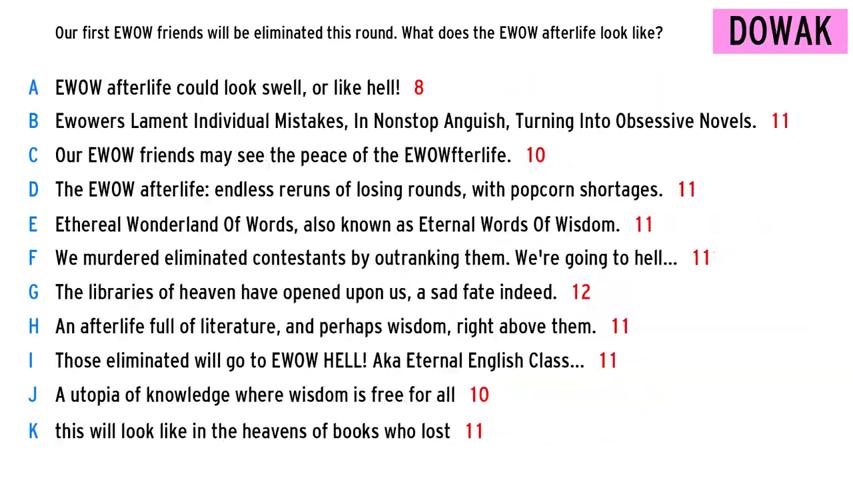 Our first EWOW friends will be eliminated this round. What does the EWOW afterlife look like?
DOWAK
A EWOW afterlife could look swell, or like hell! 8
B Ewowers Lament Individual Mistakes, In Nonstop Anguish, Turning Into Obsessive Novels. 11
C Our EWOW friends may see the peace of the EWOWfterlife. 10
D The EWOW afterlife: endless reruns of losing rounds, with popcorn shortages. 11
E Ethereal Wonderland Of Words, also known as Eternal Words Of Wisdom. 11
F We murdered eliminated contestants by outranking them. We're going to hell... 11
G The libraries of heaven have opened upon us, a sad fate indeed. 12
H An afterlife full of literature, and perhaps wisdom, right above them. 11
I Those eliminated will go to EWOW HELL! Aka Eternal English Class... 11
J A utopia of knowledge where wisdom is free for all 10
K this will look like in the heavens of books who lost 11